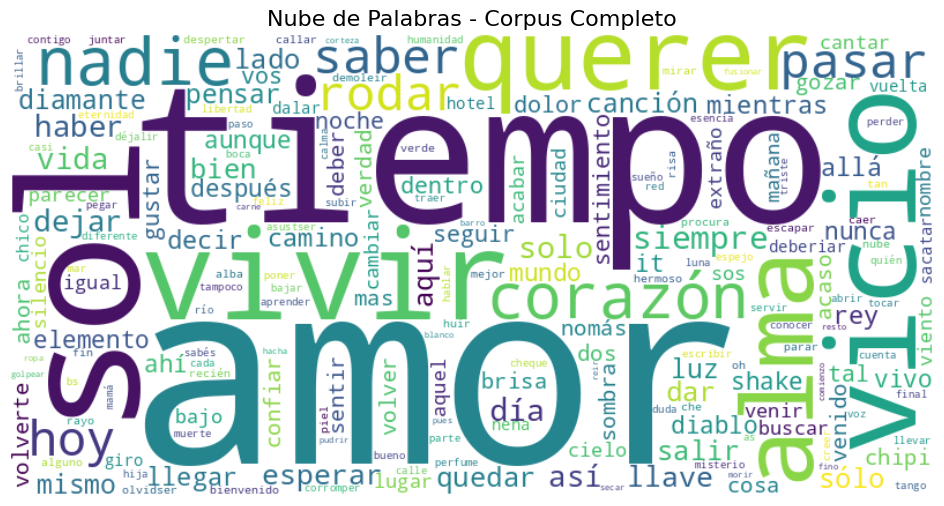 Nube de Palabras - Corpus Completo
contigo juntar despertar callar corteza humanidad cantar
brillar nadie lado saber querer mirar fusionar pasar
vos demoleir gozar vuelta
diamante pensar dalar rodar hotel dolor canción mientras
eternidad libertad noche esencia perder
haber déjalir aunque paso calma tiempo vicio
casi vida bien boca deber verdad verde acabar ciudad sentimiento sueño red risa extraño mañana triste allá
parecer gustar después carne feliz subir traer dentro tan
sol pegar barro procura escapar caer
dejar diferente asustser camino cambiar seguir solo siempre nunca nube sacatarnombre
chico decir aquí mundo it sos deberiar quién
silencio mar alba poner mas hablar mejor luna espejo acaso
ahora igual tampoco bajar hermoso abrir
río aprender vivir corazón servir alma tocar viento
elemento sabés huir nomás conocer resto rey
ropa fin ahí cada hacha blanco dos escribir oh parar cuenta
golpear bs mamá recién confiar sentir volver aquel cheque reír luz shake tal vivo
volverte rayo bajo amor brisa sombrar dar venir comienzo
hoy muerte piel día nena duda che diablo buscar venido voz final
alguno giro pudrir bueno pues parte cielo salir as creer llevar chipi
mismo hija llegar esperar calle perfume quedar así llave misterio cosa sólo fino
olvidser bienvenido corromper lugar secar morir tango